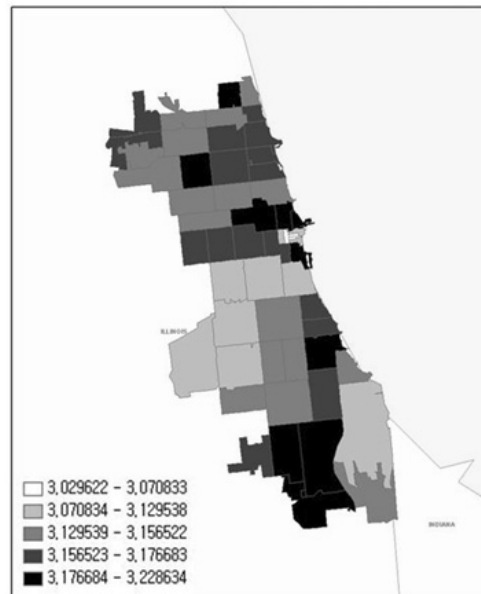 ILLINOIS
INDIANA
3,029622 - 3,070833
3,070834 - 3,129538
3,129539 - 3,156522
3,156523 - 3,176683
3,176684 - 3,228634